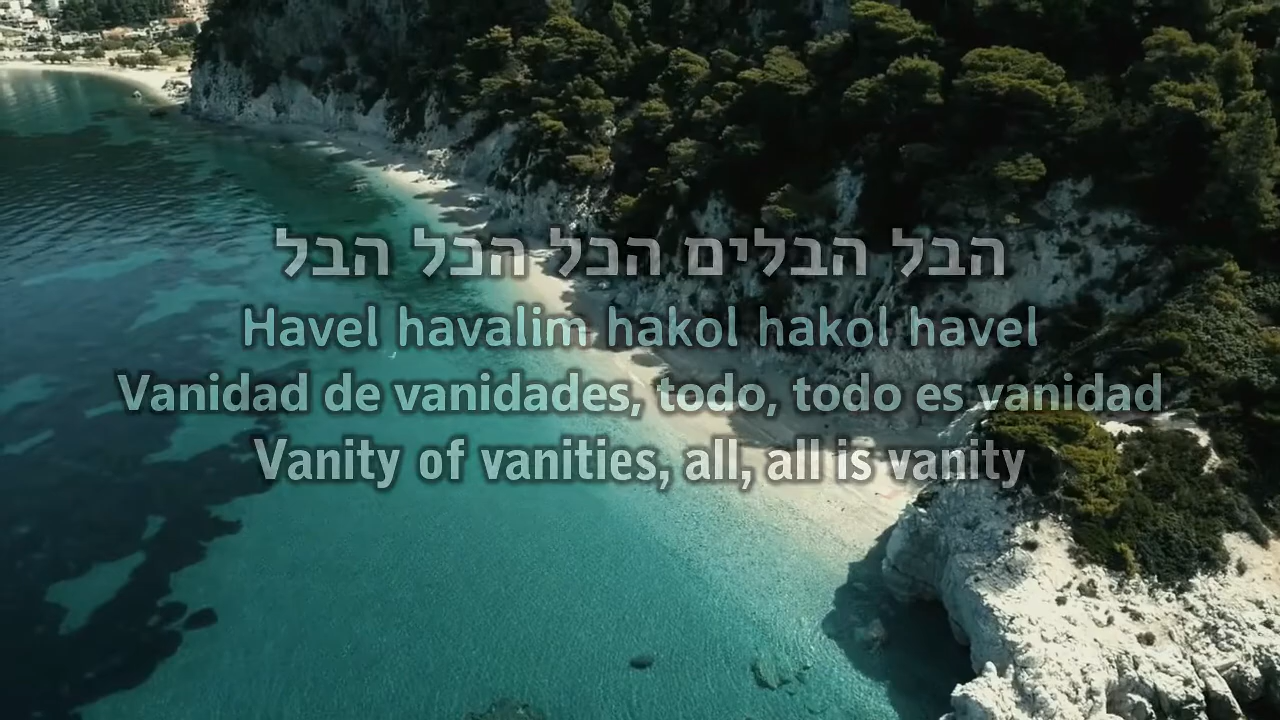 הבל הבלים הכל הכל הבל
Havel havalim hakol hakol havel
Vanidad de vanidades, todo, todo es vanidad
Vanity of vanities, all, all is vanity